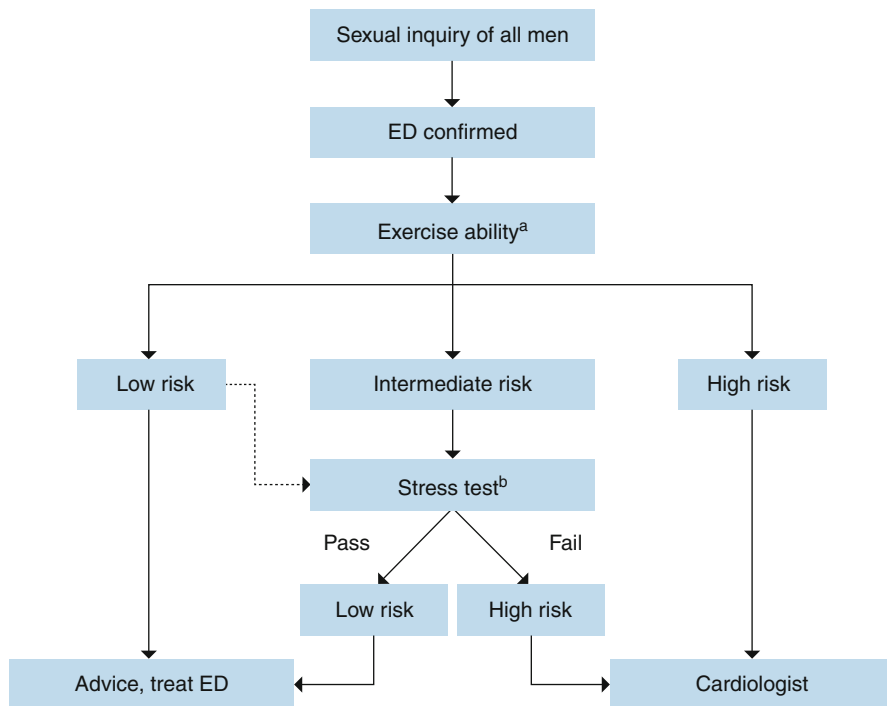 Sexual inquiry of all men
ED confirmed
Exercise abilityᵃ
Low risk
Intermediate risk
High risk
Stress testᵇ
Pass
Fail
Low risk
High risk
Advice, treat ED
Cardiologist